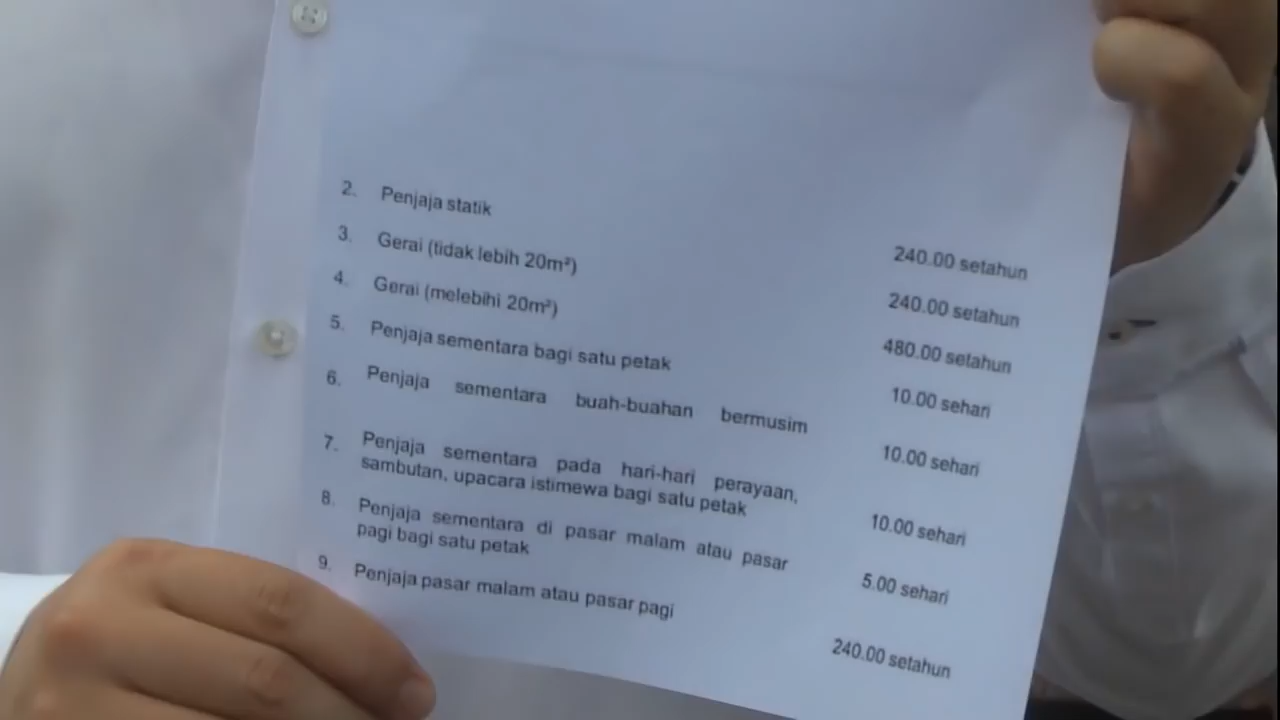 2. Penjaja statik 240.00 setahun
3. Gerai (tidak lebih 20m²) 240.00 setahun
4. Gerai (melebihi 20m²) 480.00 setahun
5. Penjaja sementara bagi satu petak 10.00 sehari
6. Penjaja sementara buah-buahan bermusim 10.00 sehari
7. Penjaja sementara pada hari-hari perayaan,
sambutan, upacara istimewa bagi satu petak 10.00 sehari
8. Penjaja sementara di pasar malam atau pasar
pagi bagi satu petak 5.00 sehari
9. Penjaja pasar malam atau pasar pagi 240.00 setahun